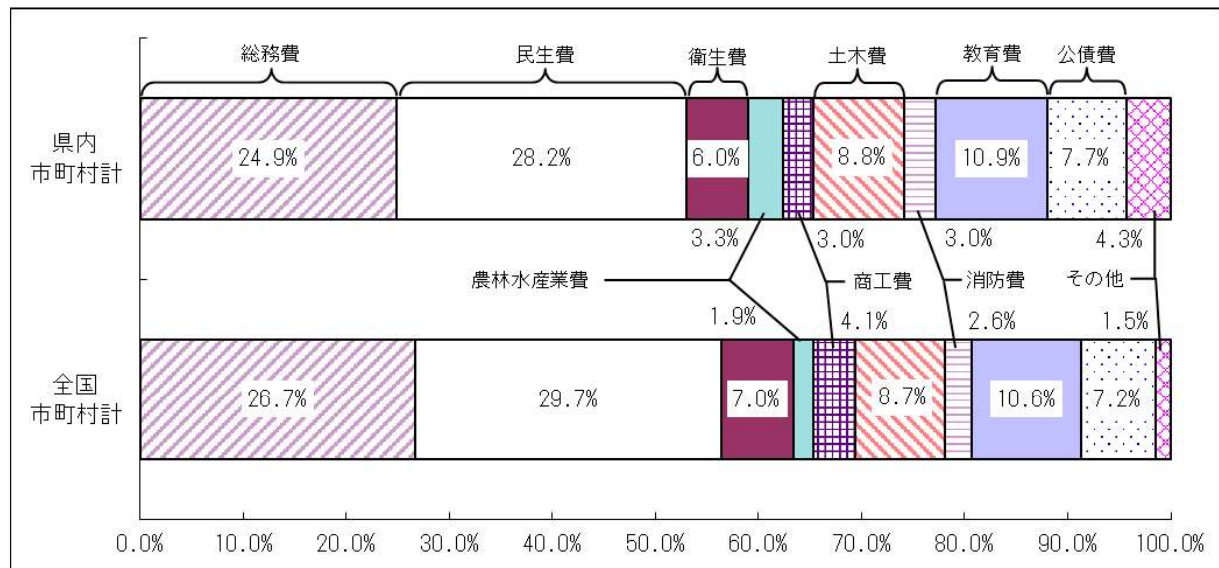 総務費 民生費 衛生費 土木費 教育費 公債費
県内
市町村計
24.9% 28.2% 6.0% 8.8% 10.9% 7.7%
3.3% 3.0% 3.0% 4.3%
農林水産業費 商工費 消防費 その他
1.9% 4.1% 2.6% 1.5%
全国
市町村計
26.7% 29.7% 7.0% 8.7% 10.6% 7.2%
0.0% 10.0% 20.0% 30.0% 40.0% 50.0% 60.0% 70.0% 80.0% 90.0% 100.0%